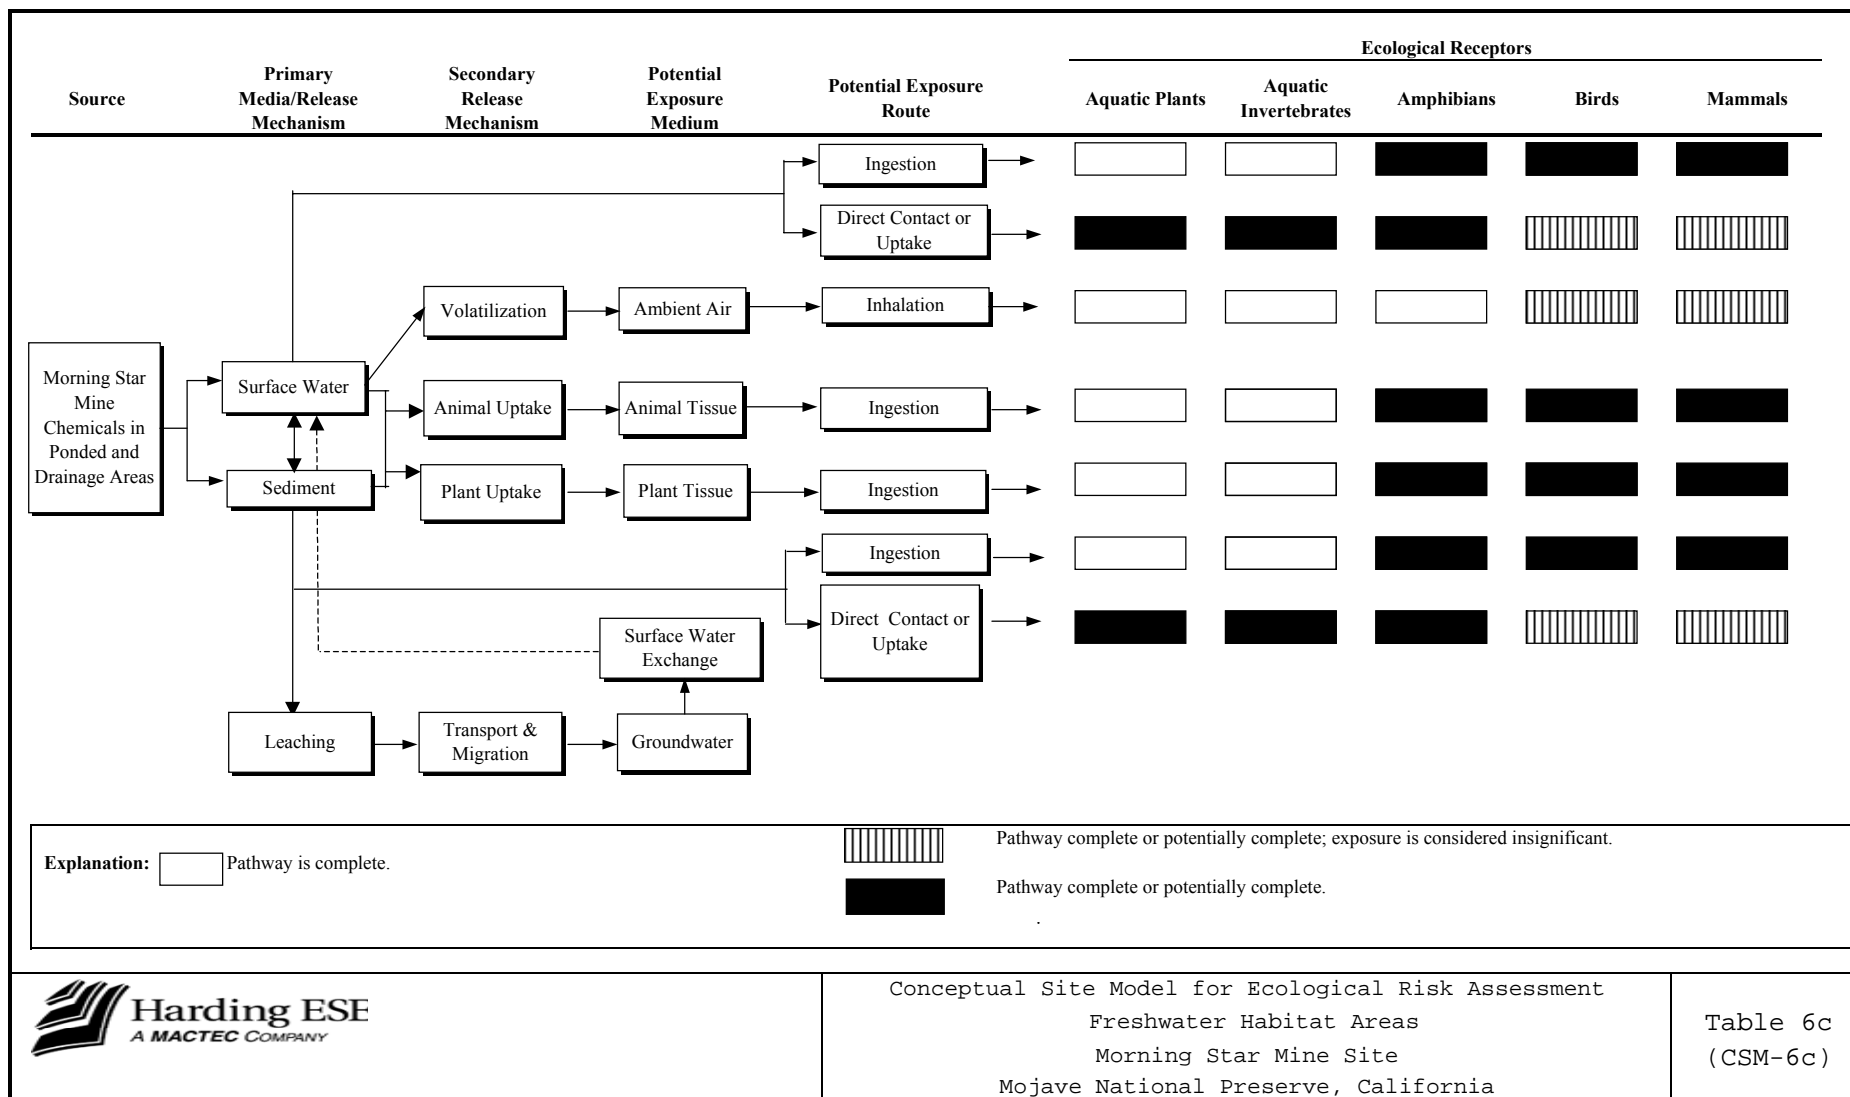 Ecological Receptors
Source
Primary
Media/Release
Mechanism
Secondary
Release
Mechanism
Potential
Exposure
Medium
Potential Exposure
Route
Aquatic Plants
Aquatic
Invertebrates
Amphibians
Birds
Mammals
Ingestion
Direct Contact or
Uptake
Volatilization
Ambient Air
Inhalation
Morning Star
Mine
Chemicals in
Ponded and
Drainage Areas
Surface Water
Animal Uptake
Animal Tissue
Ingestion
Sediment
Plant Uptake
Plant Tissue
Ingestion
Ingestion
Direct Contact or
Uptake
Surface Water
Exchange
Leaching
Transport &
Migration
Groundwater
Explanation:
Pathway is complete.
Pathway complete or potentially complete; exposure is considered insignificant.
Pathway complete or potentially complete.
.
Harding ESE
A MACTEC COMPANY
Conceptual Site Model for Ecological Risk Assessment
Freshwater Habitat Areas
Morning Star Mine Site
Mojave National Preserve, California
Table 6c
(CSM-6c)